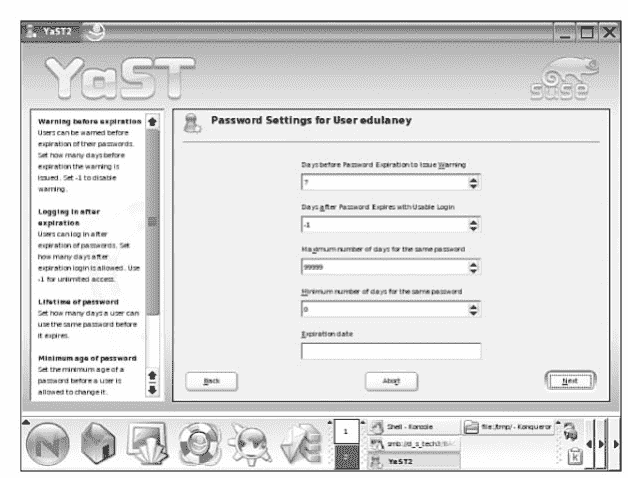 YaST2
YaST
suse
Warning before expiration
Users can be warned before
expiration of their passwords.
Set how many days before
expiration the warning is
issued. Set -1 to disable
warning.
Logging in after
expiration
Users can log in after
expiration of passwords. Set
how many days after
expiration login is allowed. Use
-1 for unlimited access.
Lifetime of password
Set how many days a user can
use the same password before
it expires.
Minimum age of password
Set the minimum age of a
password before a user is
allowed to change it.
Password Settings for User edulaney
Days before Password Expiration to Issue Warning
7
Days after Password Expires with Usable Login
-1
Maximum number of days for the same password
99999
Minimum number of days for the same password
0
Expiration date
Back
Abort
Next
N
1
2
Shell - Konsole
file:/tmp/ - Konqueror
YaST2